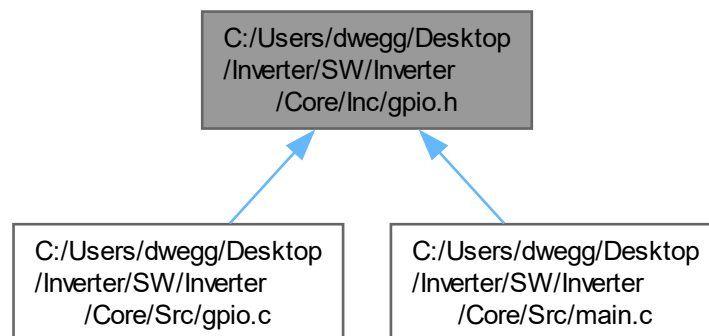 C:/Users/dwegg/Desktop
/Inverter/SW/Inverter
/Core/Inc/gpio.h
C:/Users/dwegg/Desktop
/Inverter/SW/Inverter
/Core/Src/gpio.c
C:/Users/dwegg/Desktop
/Inverter/SW/Inverter
/Core/Src/main.c